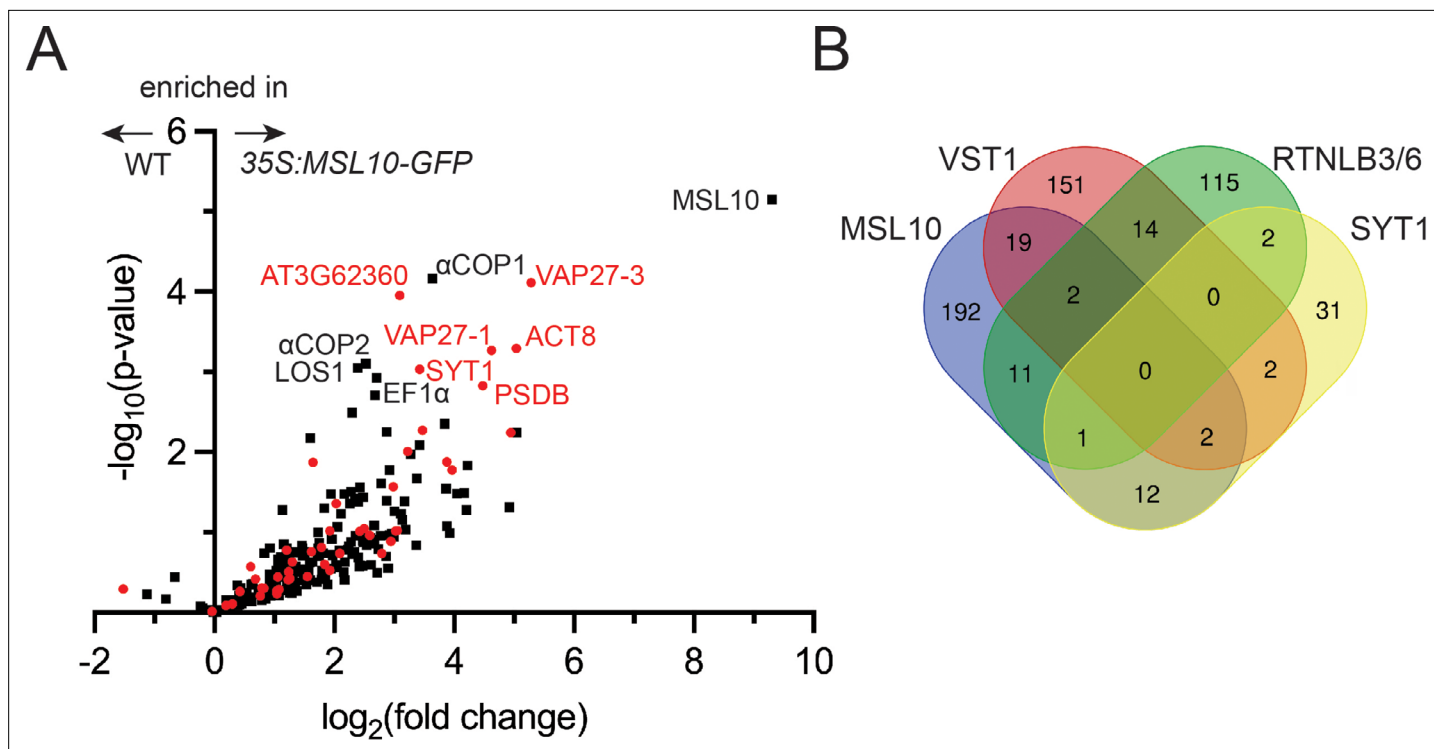 A
enriched in
WT
35S:MSL10-GFP
6
MSL10
AT3G62360
αCOP1
VAP27-3
4
VAP27-1
ACT8
αCOP2
SYT1
LOS1
EF1α
PSDB
2
-log10(p-value)
-2 0 2 4 6 8 10
log2(fold change)
B
VST1
RTNLB3/6
MSL10
SYT1
151
115
19
14
2
192
2
0
31
11
0
2
1
2
12